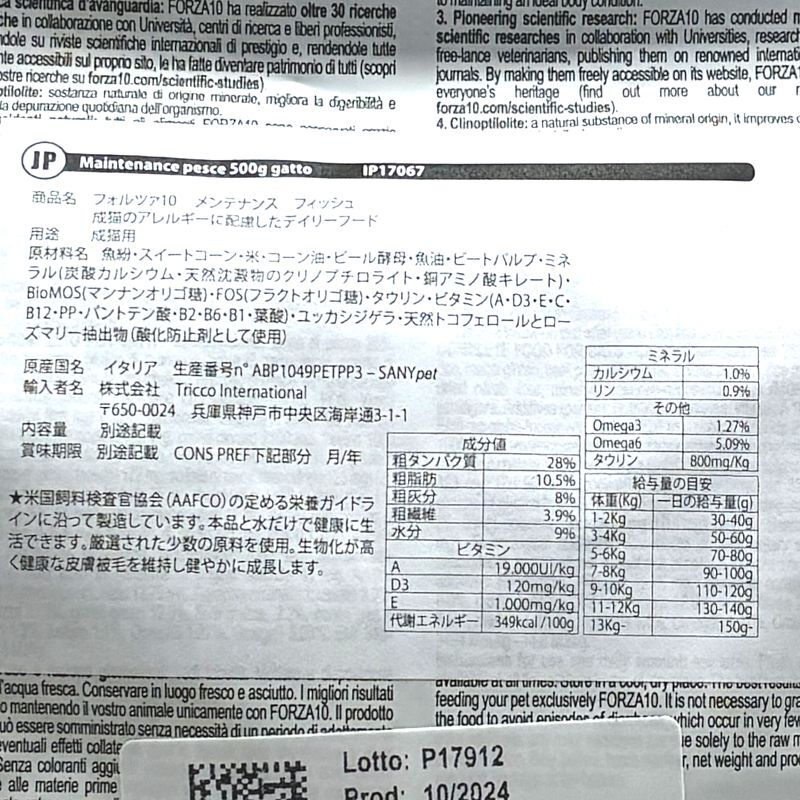 scientifica d'avanguardia: FORZA10 ha realizzato oltre 30 ricerche
che in collaborazione con Università, centri di ricerca e liberi professionisti,
ndole su riviste scientifiche internazionali di prestigio e, rendendole tutte
nte accessibili sul proprio sito, le ha fatte diventare patrimonio di tutti (scopri
ostre ricerche su forza10.com/scientific-studies)
ptilolite: sostanza naturale di origine minerale, migliora la digeribilità e
la depurazione quotidiana dell'organismo.
to maintaining an ideal body condition.
3. Pioneering scientific research: FORZA10 has conducted
scientific researches in collaboration with Universities, research
free-lance veterinarians, publishing them on renowned internati
journals. By making them freely accessible on its website, FORZA
everyone's heritage (find out more about our
forza10.com/scientific-studies).
4. Clinoptilolite: a natural substance of mineral origin, it improves
JP Maintenance pesce 500g gatto IP17067
商品名 フォルツァ10 メンテナンス フィッシュ
成猫のアレルギーに配慮したデイリーフード
用途 成猫用
原材料名 魚粉・スイートコーン・米・コーン油・ビール酵母・魚油・ビートパルプ・ミネ
ラル(炭酸カルシウム・天然沈澱物のクリノプチロライト・銅アミノ酸キレート)・
BioMOS(マンナンオリゴ糖)・FOS(フラクトオリゴ糖)・タウリン・ビタミン(A・D3・E・C・
B12・PP・パントテン酸・B2・B6・B1・葉酸)・ユッカシジゲラ・天然トコフェロールとロー
ズマリー抽出物(酸化防止剤として使用)
原産国名 イタリア 生産番号n° ABP1049PETPP3 – SANYpet
輸入者名 株式会社 Tricco International
〒650-0024 兵庫県神戸市中央区海岸通3-1-1
内容量 別途記載
賞味期限 別途記載 CONS PREF下記部分 月/年
★米国飼料検査官協会(AAFCO)の定める栄養ガイドラ
インに沿って製造しています。本品と水だけで健康に生
活できます。厳選された少数の原料を使用。生物化が高
く健康な皮膚被毛を維持し健やかに成長します。
成分値
粗タンパク質 28%
粗脂肪 10.5%
粗灰分 8%
粗繊維 3.9%
水分 9%
ビタミン
A 19.000UI/kg
D3 120mg/kg
E 1.000mg/kg
代謝エネルギー 349kcal /100g
ミネラル
カルシウム 1.0%
リン 0.9%
その他
Omega3 1.27%
Omega6 5.09%
タウリン 800mg/Kg
給与量の目安
体重(Kg) 一日の給与量(g)
1-2Kg 30-40g
3-4Kg 50-60g
5-6Kg 70-80g
7-8Kg 90-100g
9-10Kg 110-120g
11-12Kg 130-140g
13Kg- 150g-
l'acqua fresca. Conservare in luogo fresco e asciutto. I migliori risultati
o mantenendo il vostro animale unicamente con FORZA10. Il prodotto
uò essere somministrato senza necessità di un periodo di
eventuali effetti
Senza coloranti
alle materie prime
available at all times. Store in a cool, dry place. The best results
feeding your pet exclusively FORZA10. It is not necessary to gra
the food to avoid episodes of which occur in very few
solely to the raw m
r, net weight and
Lotto: P17912
Prod: 10/2024